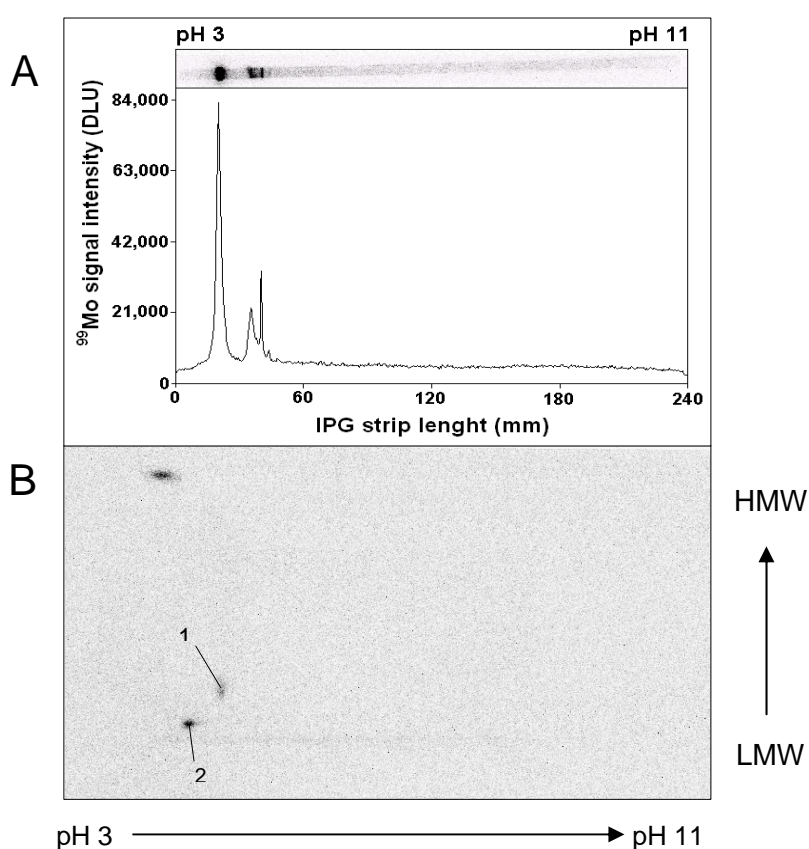 pH 3 pH 11
A
84,000
63,000
42,000
21,000
0
99Mo signal intensity (DLU)
0 60 120 180 240
IPG strip lenght (mm)
B
HMW
1
2
LMW
pH 3 pH 11